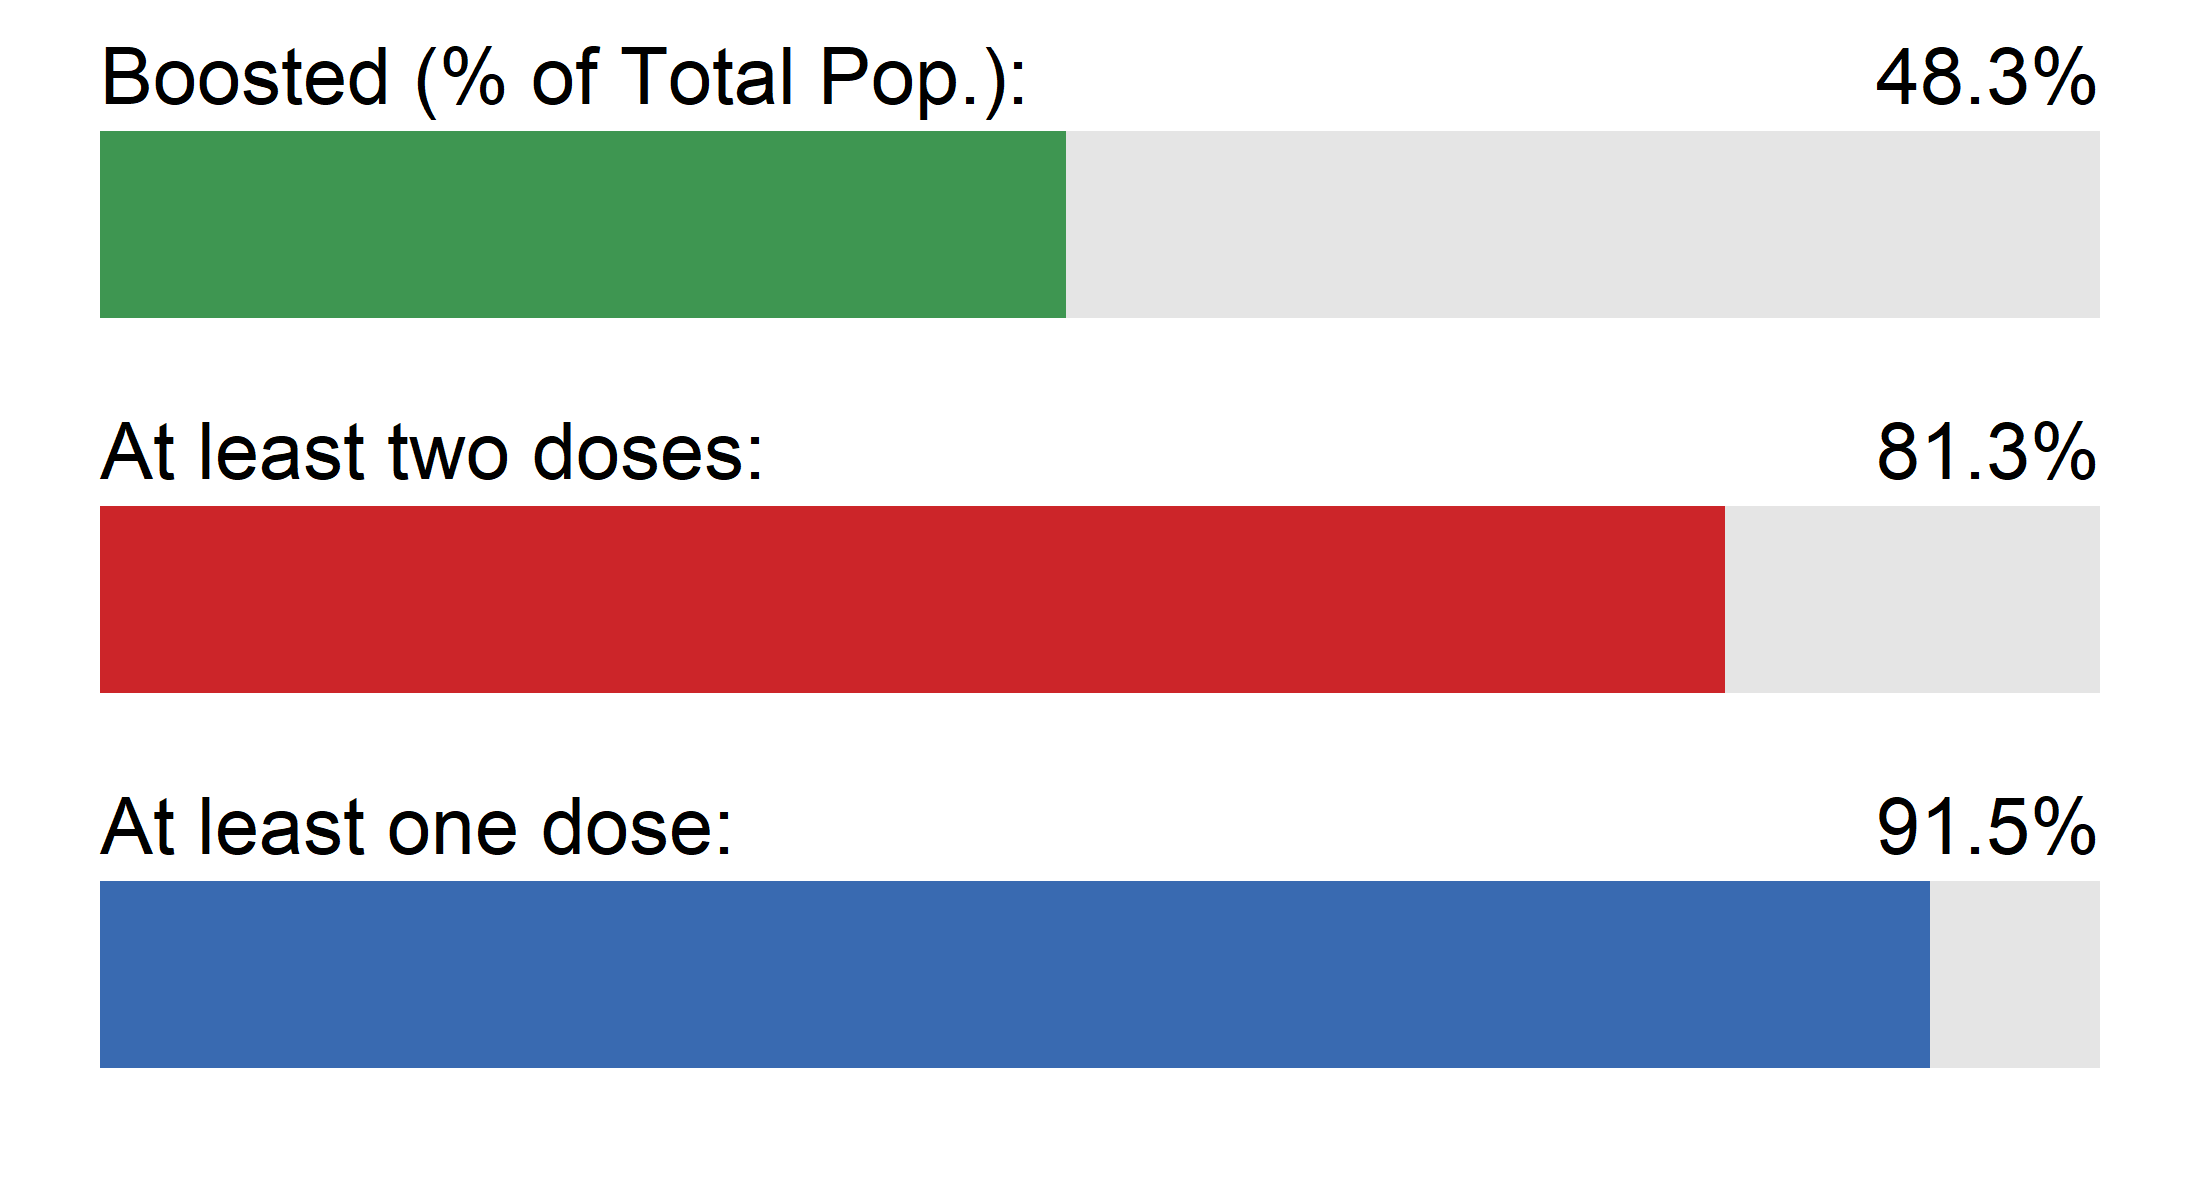 Boosted (% of Total Pop.): 48.3%
At least two doses: 81.3%
At least one dose: 91.5%